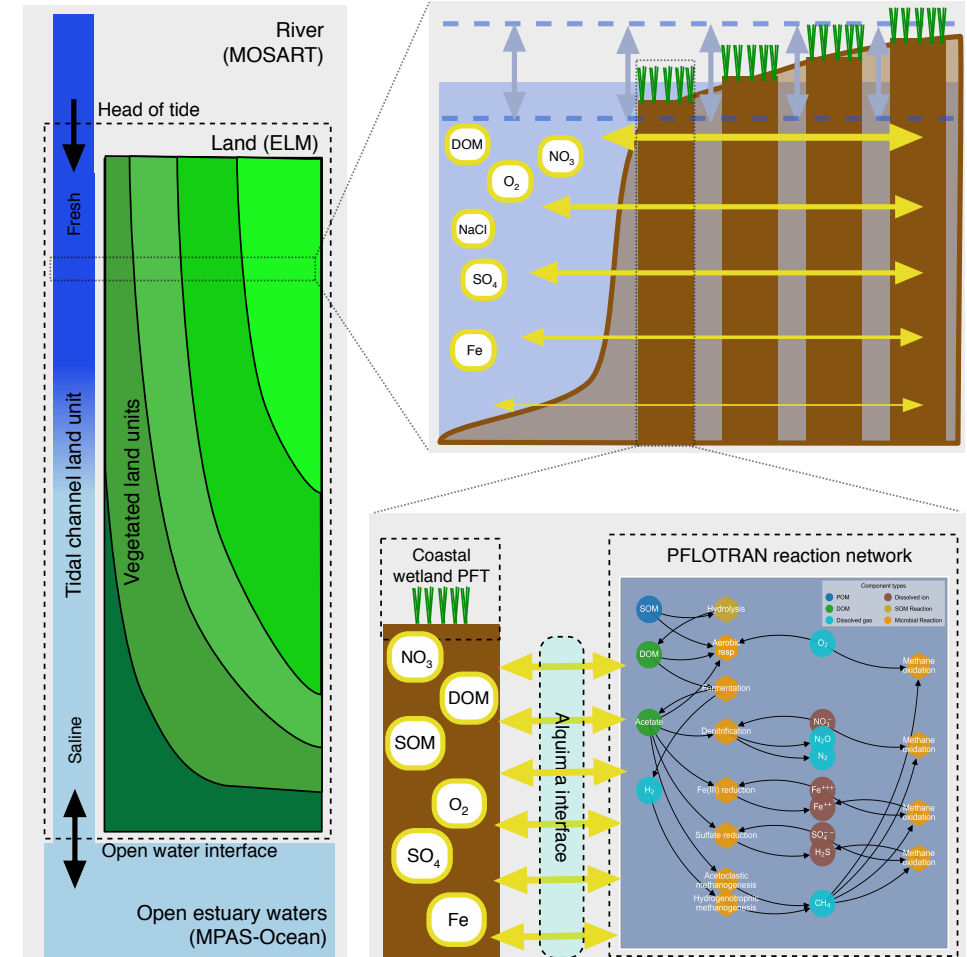 River
(MOSART)
Head of tide
Land (ELM)
Fresh
Tidal channel land unit
Vegetated land units
Saline
Open water interface
Open estuary waters
(MPAS-Ocean)
DOM
NO3
O2
NaCl
SO4
Fe
Coastal
wetland PFT
NO3
DOM
SOM
O2
SO4
Fe
Alquimia interface
PFLOTRAN reaction network
Component types
POM
DOM
Dissolved gas
Dissolved ion
SOM Reaction
Microbial Reaction
SOM
Hydrolysis
DOM
Aerobic
resp
O2
Methane
oxidation
Fermentation
Acetate
Denitrification
NO3−
N2O
N2
Methane
oxidation
H2
Fe(III) reduction
Fe+++
Fe++
Methane
oxidation
Sulfate reduction
SO4−−
H2S
Methane
oxidation
Acetoclastic
methanogenesis
Hydrogenotrophic
methanogenesis
CH4